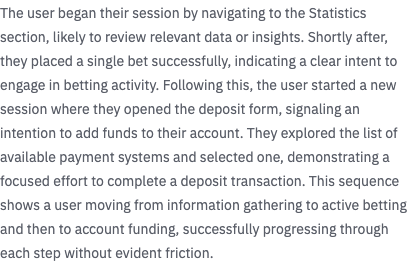 The user began their session by navigating to the Statistics
section, likely to review relevant data or insights. Shortly after,
they placed a single bet successfully, indicating a clear intent to
engage in betting activity. Following this, the user started a new
session where they opened the deposit form, signaling an
intention to add funds to their account. They explored the list of
available payment systems and selected one, demonstrating a
focused effort to complete a deposit transaction. This sequence
shows a user moving from information gathering to active betting
and then to account funding, successfully progressing through
each step without evident friction.